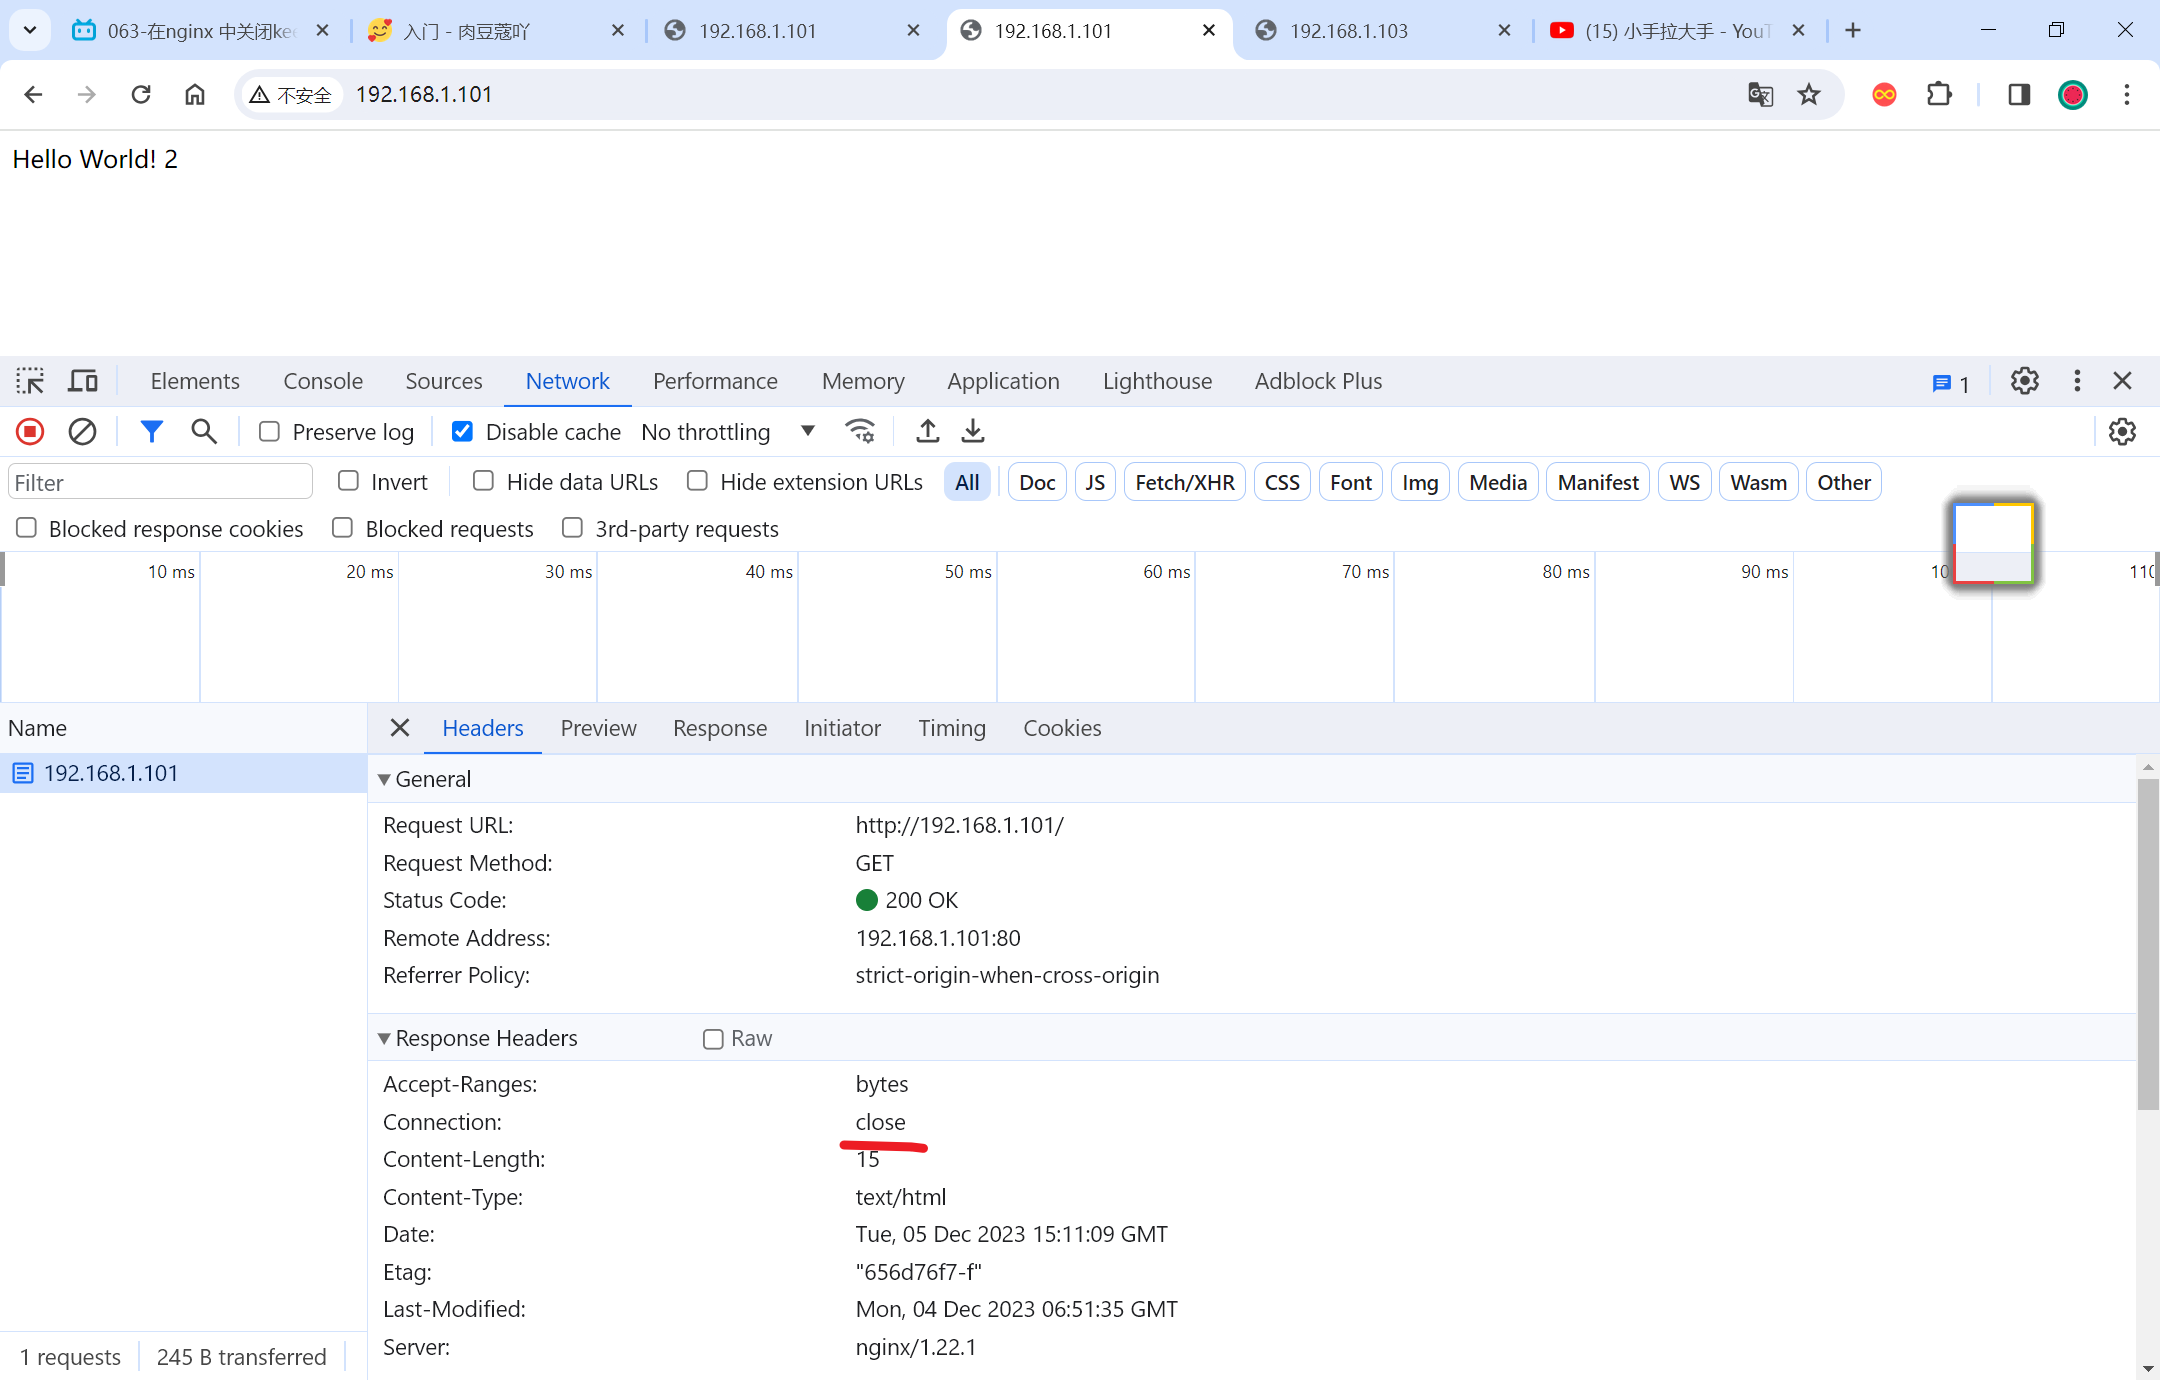 063-在nginx 中关闭kee
入门 - 肉豆蔻吖
192.168.1.101
192.168.1.101
192.168.1.103
(15) 小手拉大手 - YouT
不安全
192.168.1.101
Hello World! 2
Elements Console Sources Network Performance Memory Application Lighthouse Adblock Plus 1
Preserve log Disable cache No throttling
Filter Invert Hide data URLs Hide extension URLs All Doc JS Fetch/XHR CSS Font Img Media Manifest WS Wasm Other
Blocked response cookies Blocked requests 3rd-party requests
10 ms 20 ms 30 ms 40 ms 50 ms 60 ms 70 ms 80 ms 90 ms 10 110
Name
Headers Preview Response Initiator Timing Cookies
192.168.1.101
General
Request URL: http://192.168.1.101/
Request Method: GET
Status Code: 200 OK
Remote Address: 192.168.1.101:80
Referrer Policy: strict-origin-when-cross-origin
Response Headers Raw
Accept-Ranges: bytes
Connection: close
Content-Length: 15
Content-Type: text/html
Date: Tue, 05 Dec 2023 15:11:09 GMT
Etag: "656d76f7-f"
Last-Modified: Mon, 04 Dec 2023 06:51:35 GMT
Server: nginx/1.22.1
1 requests 245 B transferred